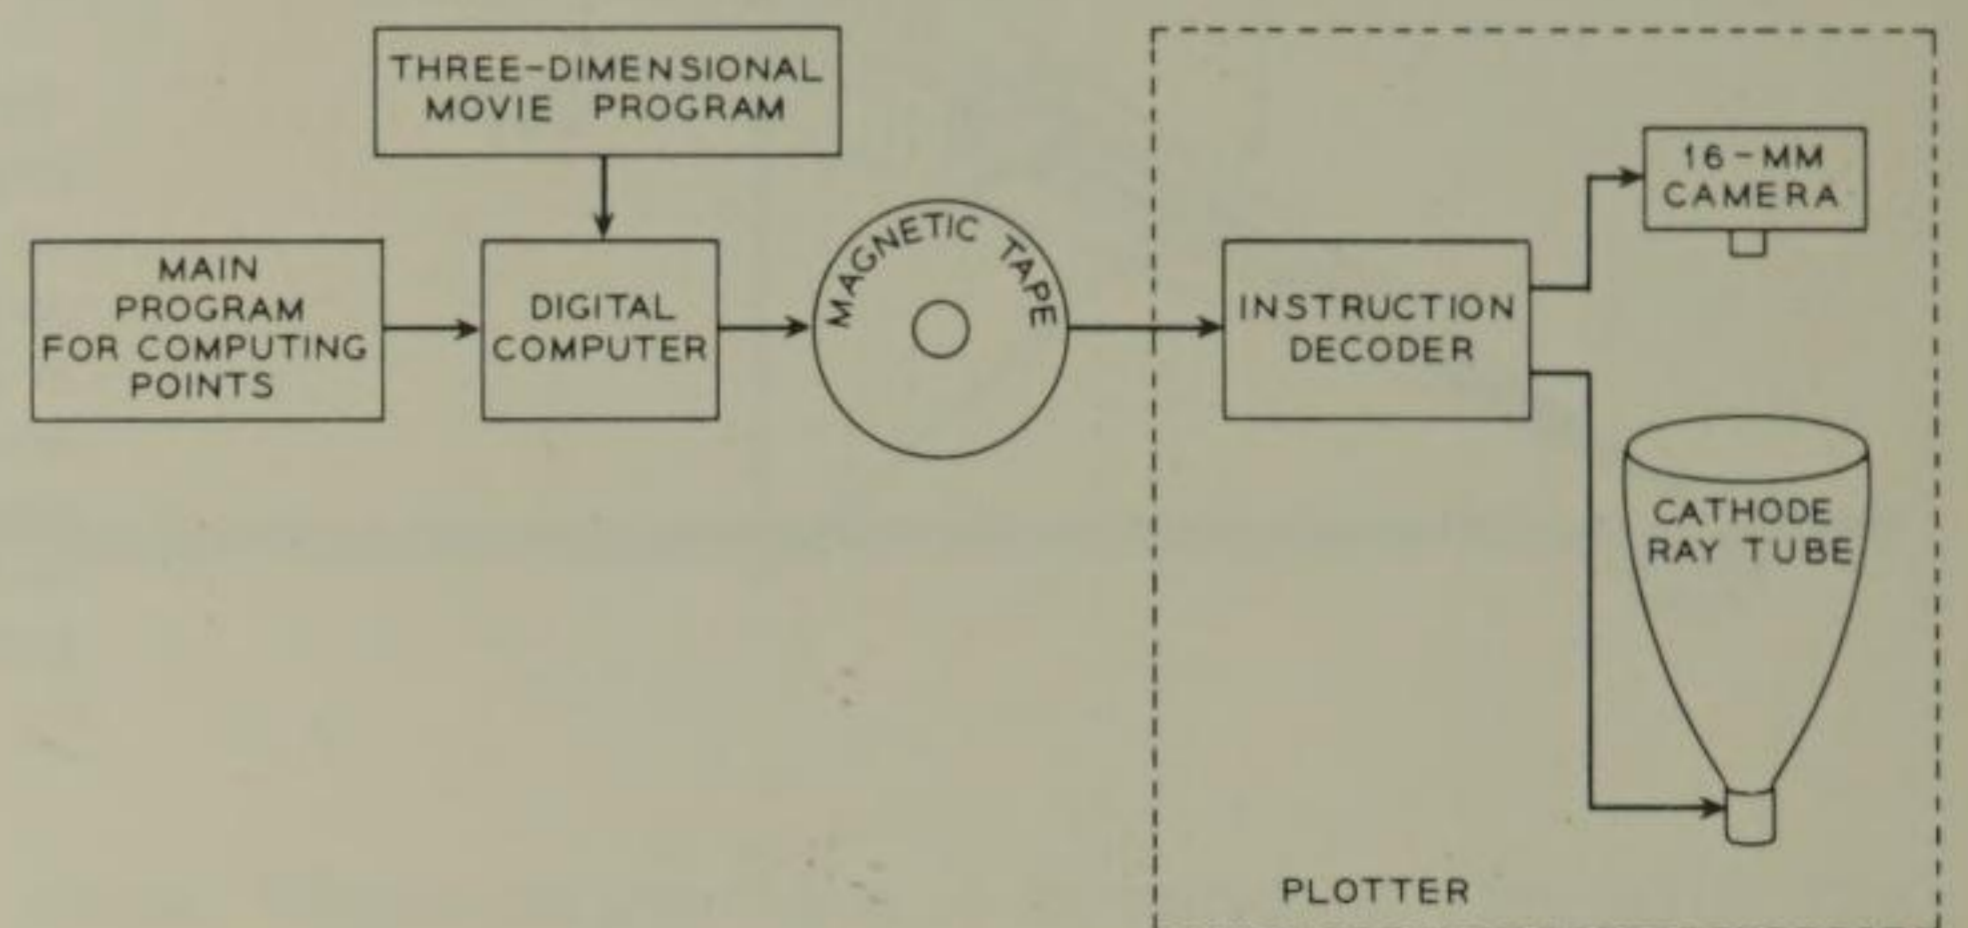 THREE-DIMENSIONAL
MOVIE PROGRAM
MAIN
PROGRAM
FOR COMPUTING
POINTS
DIGITAL
COMPUTER
MAGNETIC TAPE
INSTRUCTION
DECODER
16-MM
CAMERA
CATHODE
RAY TUBE
PLOTTER